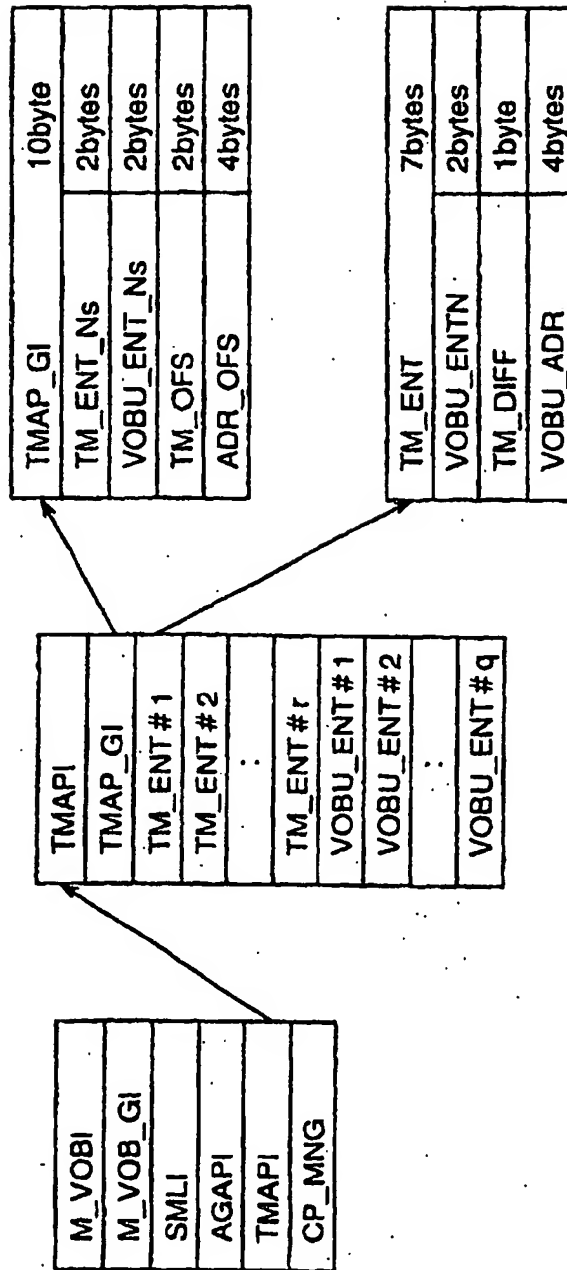 M_VOBI
M_VOB_GI
SMLI
AGAPI
TMAPI
CP_MNG
TMAPI
TMAP_GI
TM_ENT#1
TM_ENT#2
:
TM_ENT#r
VOBU_ENT#1
VOBU_ENT#2
:
VOBU_ENT#q
TMAP_GI 10byte
TM_ENT_Ns 2bytes
VOBU_ENT_Ns 2bytes
TM_OFS 2bytes
ADR_OFS 4bytes
TM_ENT 7bytes
VOBU_ENTN 2bytes
TM_DIFF 1byte
VOBU_ADR 4bytes